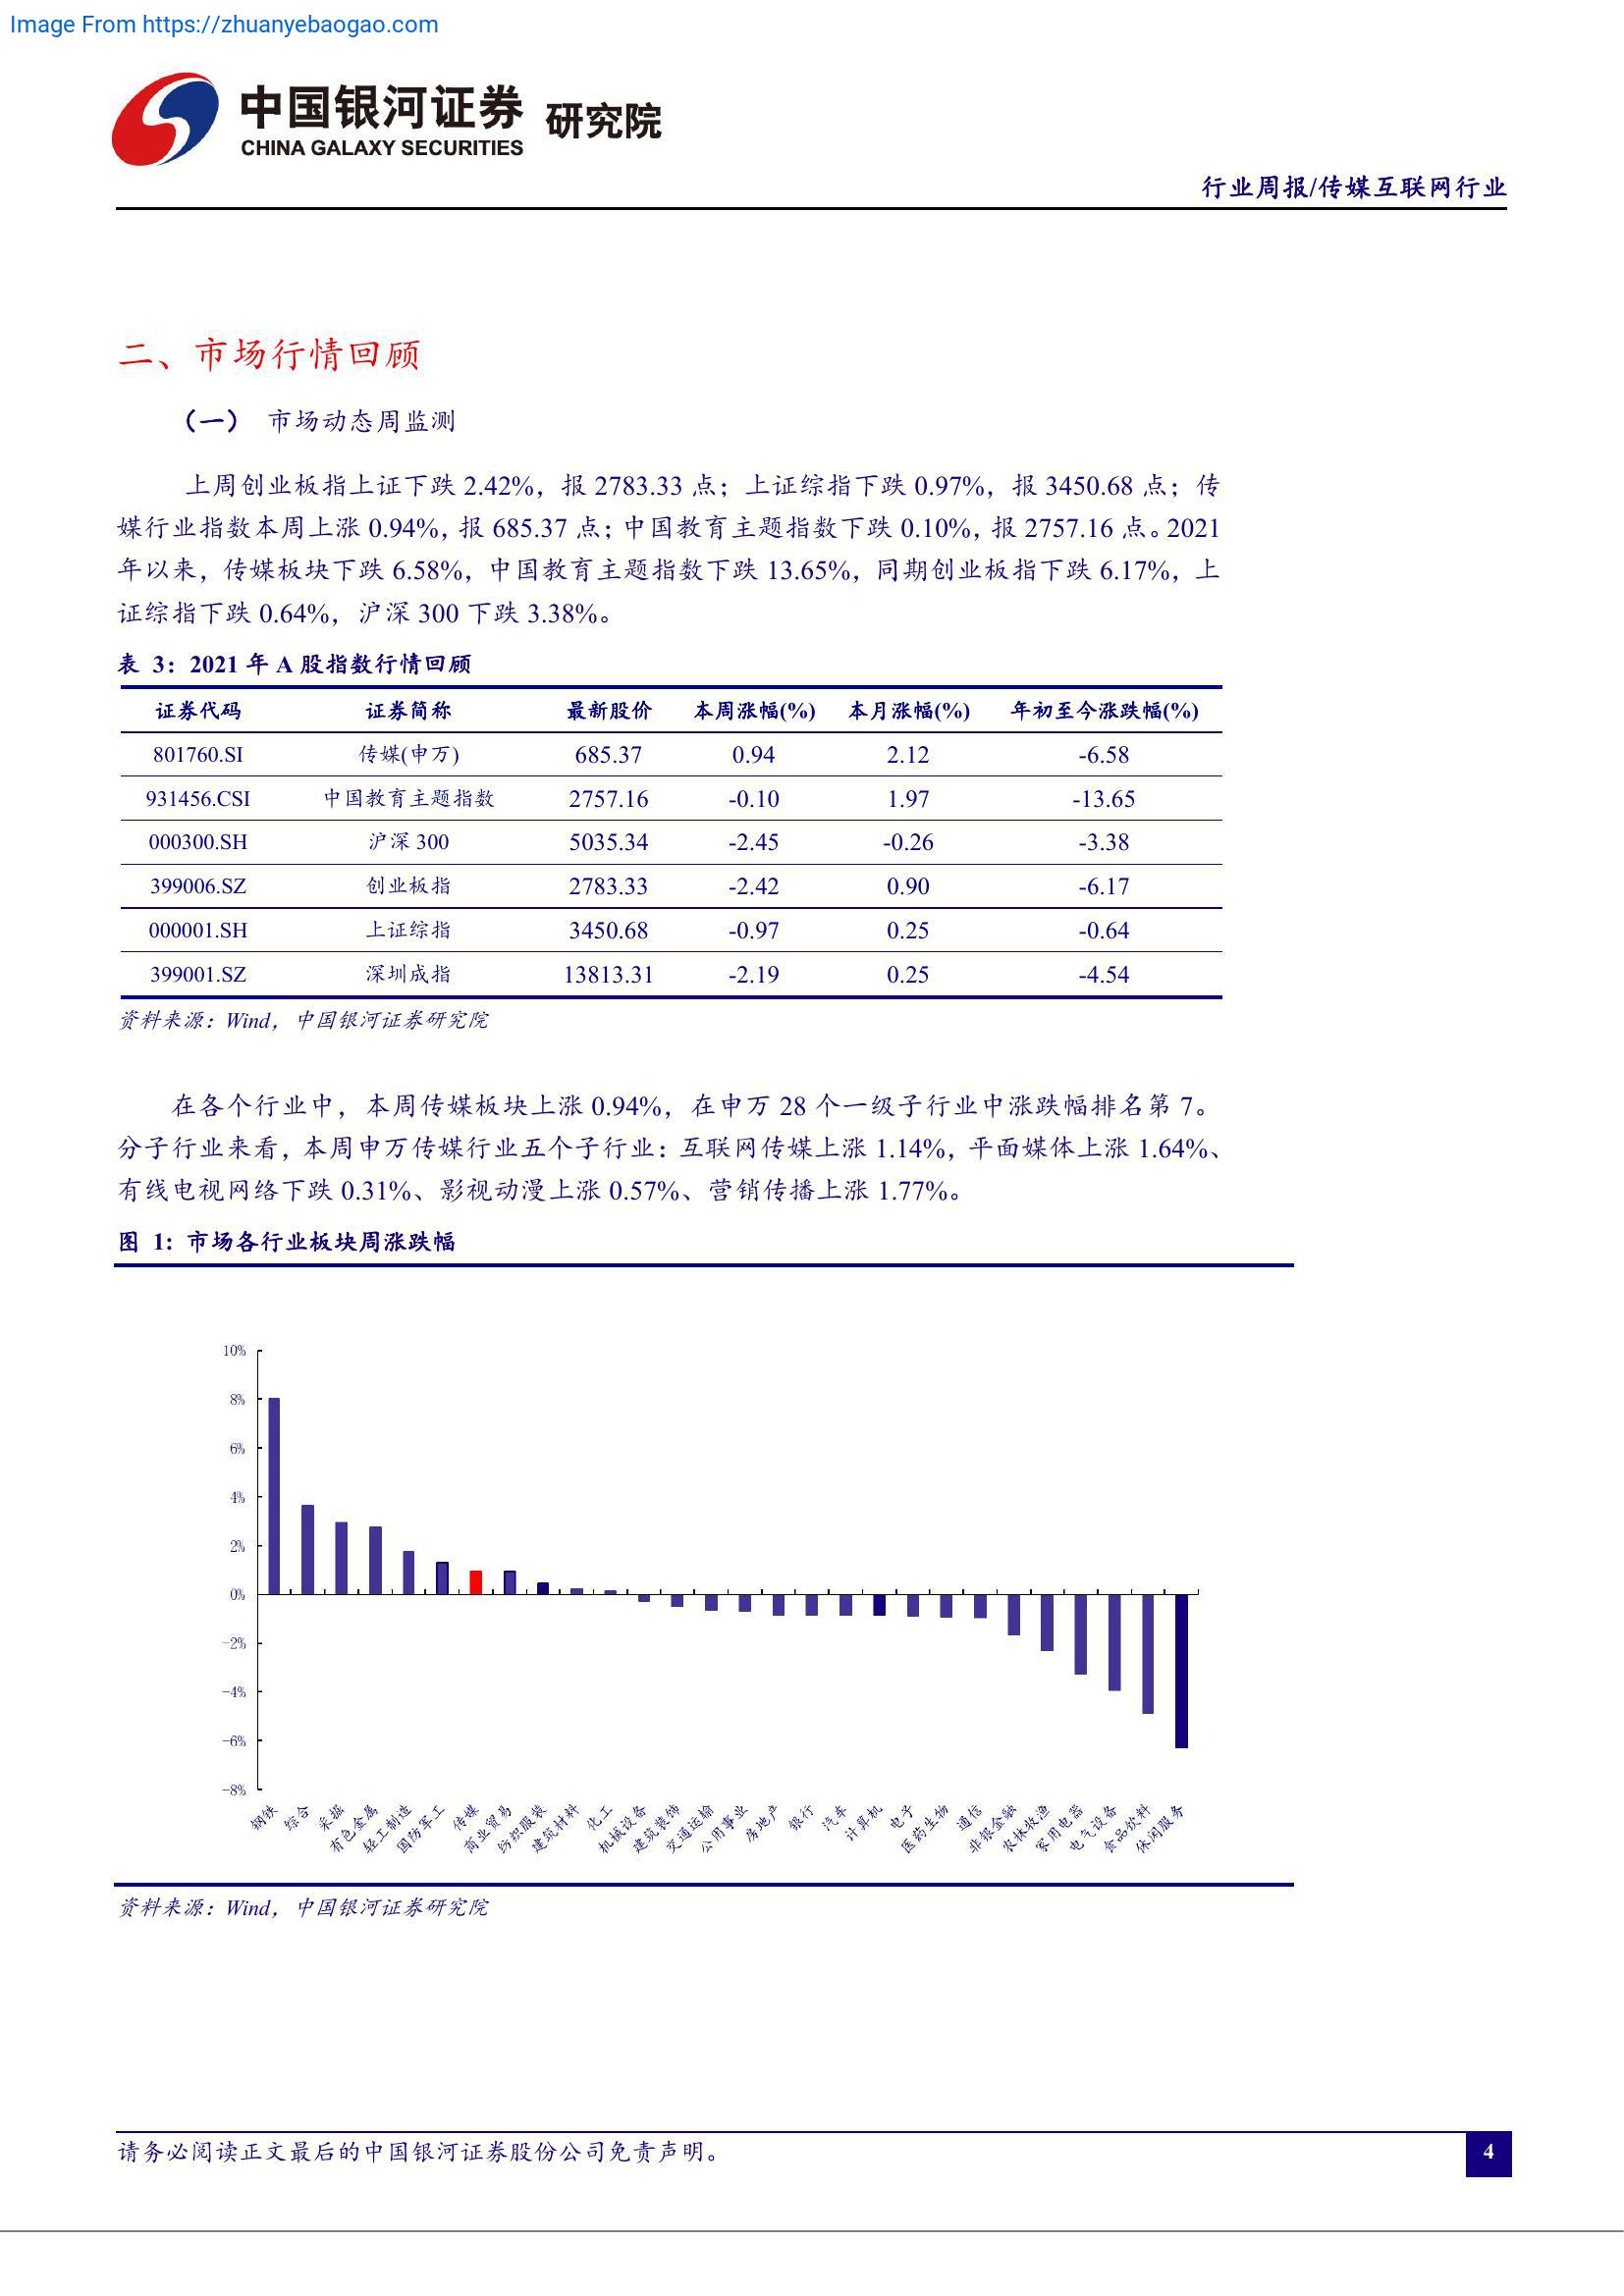 Image From https://zhuanyebaogao.com
中国银河证券 研究院
CHINA GALAXY SECURITIES
行业周报/传媒互联网行业
二、市场行情回顾
（一） 市场动态周监测
上周创业板指上证下跌 2.42%，报 2783.33 点；上证综指下跌 0.97%，报 3450.68 点；传
媒行业指数本周上涨 0.94%，报 685.37 点；中国教育主题指数下跌 0.10%，报 2757.16 点。2021
年以来，传媒板块下跌 6.58%，中国教育主题指数下跌 13.65%，同期创业板指下跌 6.17%，上
证综指下跌 0.64%，沪深 300 下跌 3.38%。
表 3：2021 年 A 股指数行情回顾
证券代码 证券简称 最新股价 本周涨幅(%) 本月涨幅(%) 年初至今涨跌幅(%)
801760.SI 传媒(申万) 685.37 0.94 2.12 -6.58
931456.CSI 中国教育主题指数 2757.16 -0.10 1.97 -13.65
000300.SH 沪深 300 5035.34 -2.45 -0.26 -3.38
399006.SZ 创业板指 2783.33 -2.42 0.90 -6.17
000001.SH 上证综指 3450.68 -0.97 0.25 -0.64
399001.SZ 深圳成指 13813.31 -2.19 0.25 -4.54
资料来源：Wind，中国银河证券研究院
在各个行业中，本周传媒板块上涨 0.94%，在申万 28 个一级子行业中涨跌幅排名第 7。
分子行业来看，本周申万传媒行业五个子行业：互联网传媒上涨 1.14%，平面媒体上涨 1.64%、
有线电视网络下跌 0.31%、影视动漫上涨 0.57%、营销传播上涨 1.77%。
图 1：市场各行业板块周涨跌幅
10%
8%
6%
4%
2%
0%
-2%
-4%
-6%
-8%
钢铁 综合 采掘 有色金属 轻工制造 国防军工 传媒 商业贸易 纺织服装 建筑材料 化工 机械设备 建筑装饰 交通运输 公用事业 房地产 银行 汽车 计算机 电子 医药生物 通信 非银金融 农林牧渔 家用电器 电气设备 食品饮料 休闲服务
资料来源：Wind，中国银河证券研究院
请务必阅读正文最后的中国银河证券股份公司免责声明。
4